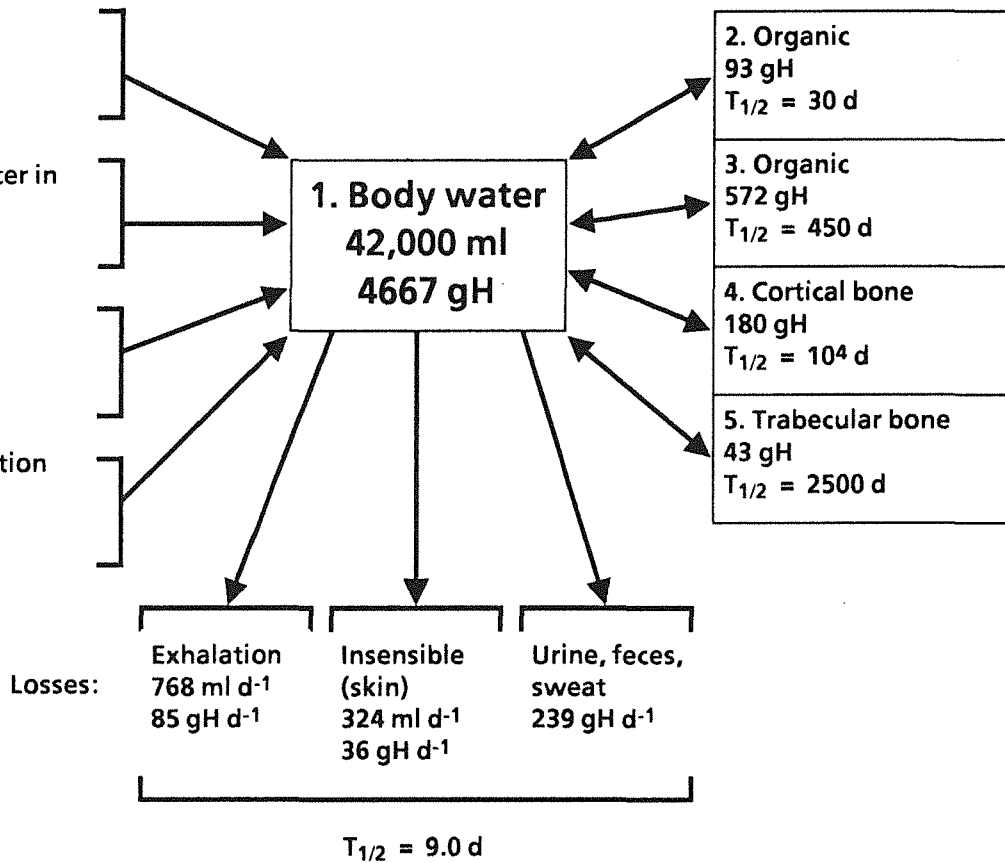 ter in
tion
1. Body water
42,000 ml
4667 gH
2. Organic
93 gH
T1/2 = 30 d
3. Organic
572 gH
T1/2 = 450 d
4. Cortical bone
180 gH
T1/2 = 10⁴ d
5. Trabecular bone
43 gH
T1/2 = 2500 d
Losses:
Exhalation
768 ml d⁻¹
85 gH d⁻¹
Insensible
(skin)
324 ml d⁻¹
36 gH d⁻¹
Urine, feces,
sweat
239 gH d⁻¹
T1/2 = 9.0 d